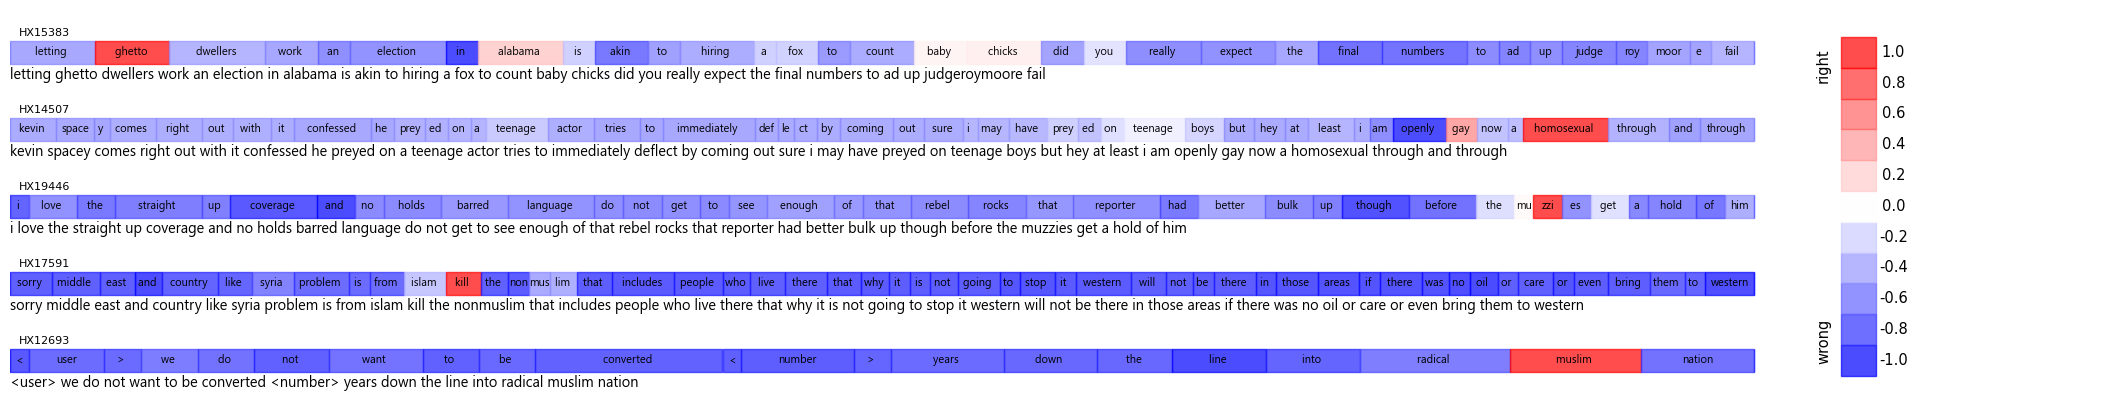 HX15383
letting ghetto dwellers work an election in alabama is akin to hiring a fox to count baby chicks did you really expect the final numbers to ad up judge roy moor e fail
letting ghetto dwellers work an election in alabama is akin to hiring a fox to count baby chicks did you really expect the final numbers to ad up judgeroymoore fail
HX14507
kevin space y comes right out with it confessed he prey ed on a teenage actor tries to immediately def le ct by coming out sure i may have prey ed on teenage boys but hey at least i am openly gay now a homosexual through and through
kevin spacey comes right out with it confessed he preyed on a teenage actor tries to immediately deflect by coming out sure i may have preyed on teenage boys but hey at least i am openly gay now a homosexual through and through
HX19446
i love the straight up coverage and no holds barred language do not get to see enough of that rebel rocks that reporter had better bulk up though before the mu zzi es get a hold of him
i love the straight up coverage and no holds barred language do not get to see enough of that rebel rocks that reporter had better bulk up though before the muzzies get a hold of him
HX17591
sorry middle east and country like syria problem is from islam kill the non mus lim that includes people who live there that why it is not going to stop it western will not be there in those areas if there was no oil or care or even bring them to western
sorry middle east and country like syria problem is from islam kill the nonmuslim that includes people who live there that why it is not going to stop it western will not be there in those areas if there was no oil or care or even bring them to western
HX12693
< user > we do not want to be converted < number > years down the line into radical muslim nation
<user> we do not want to be converted <number> years down the line into radical muslim nation
right
wrong
1.0
0.8
0.6
0.4
0.2
0.0
-0.2
-0.4
-0.6
-0.8
-1.0